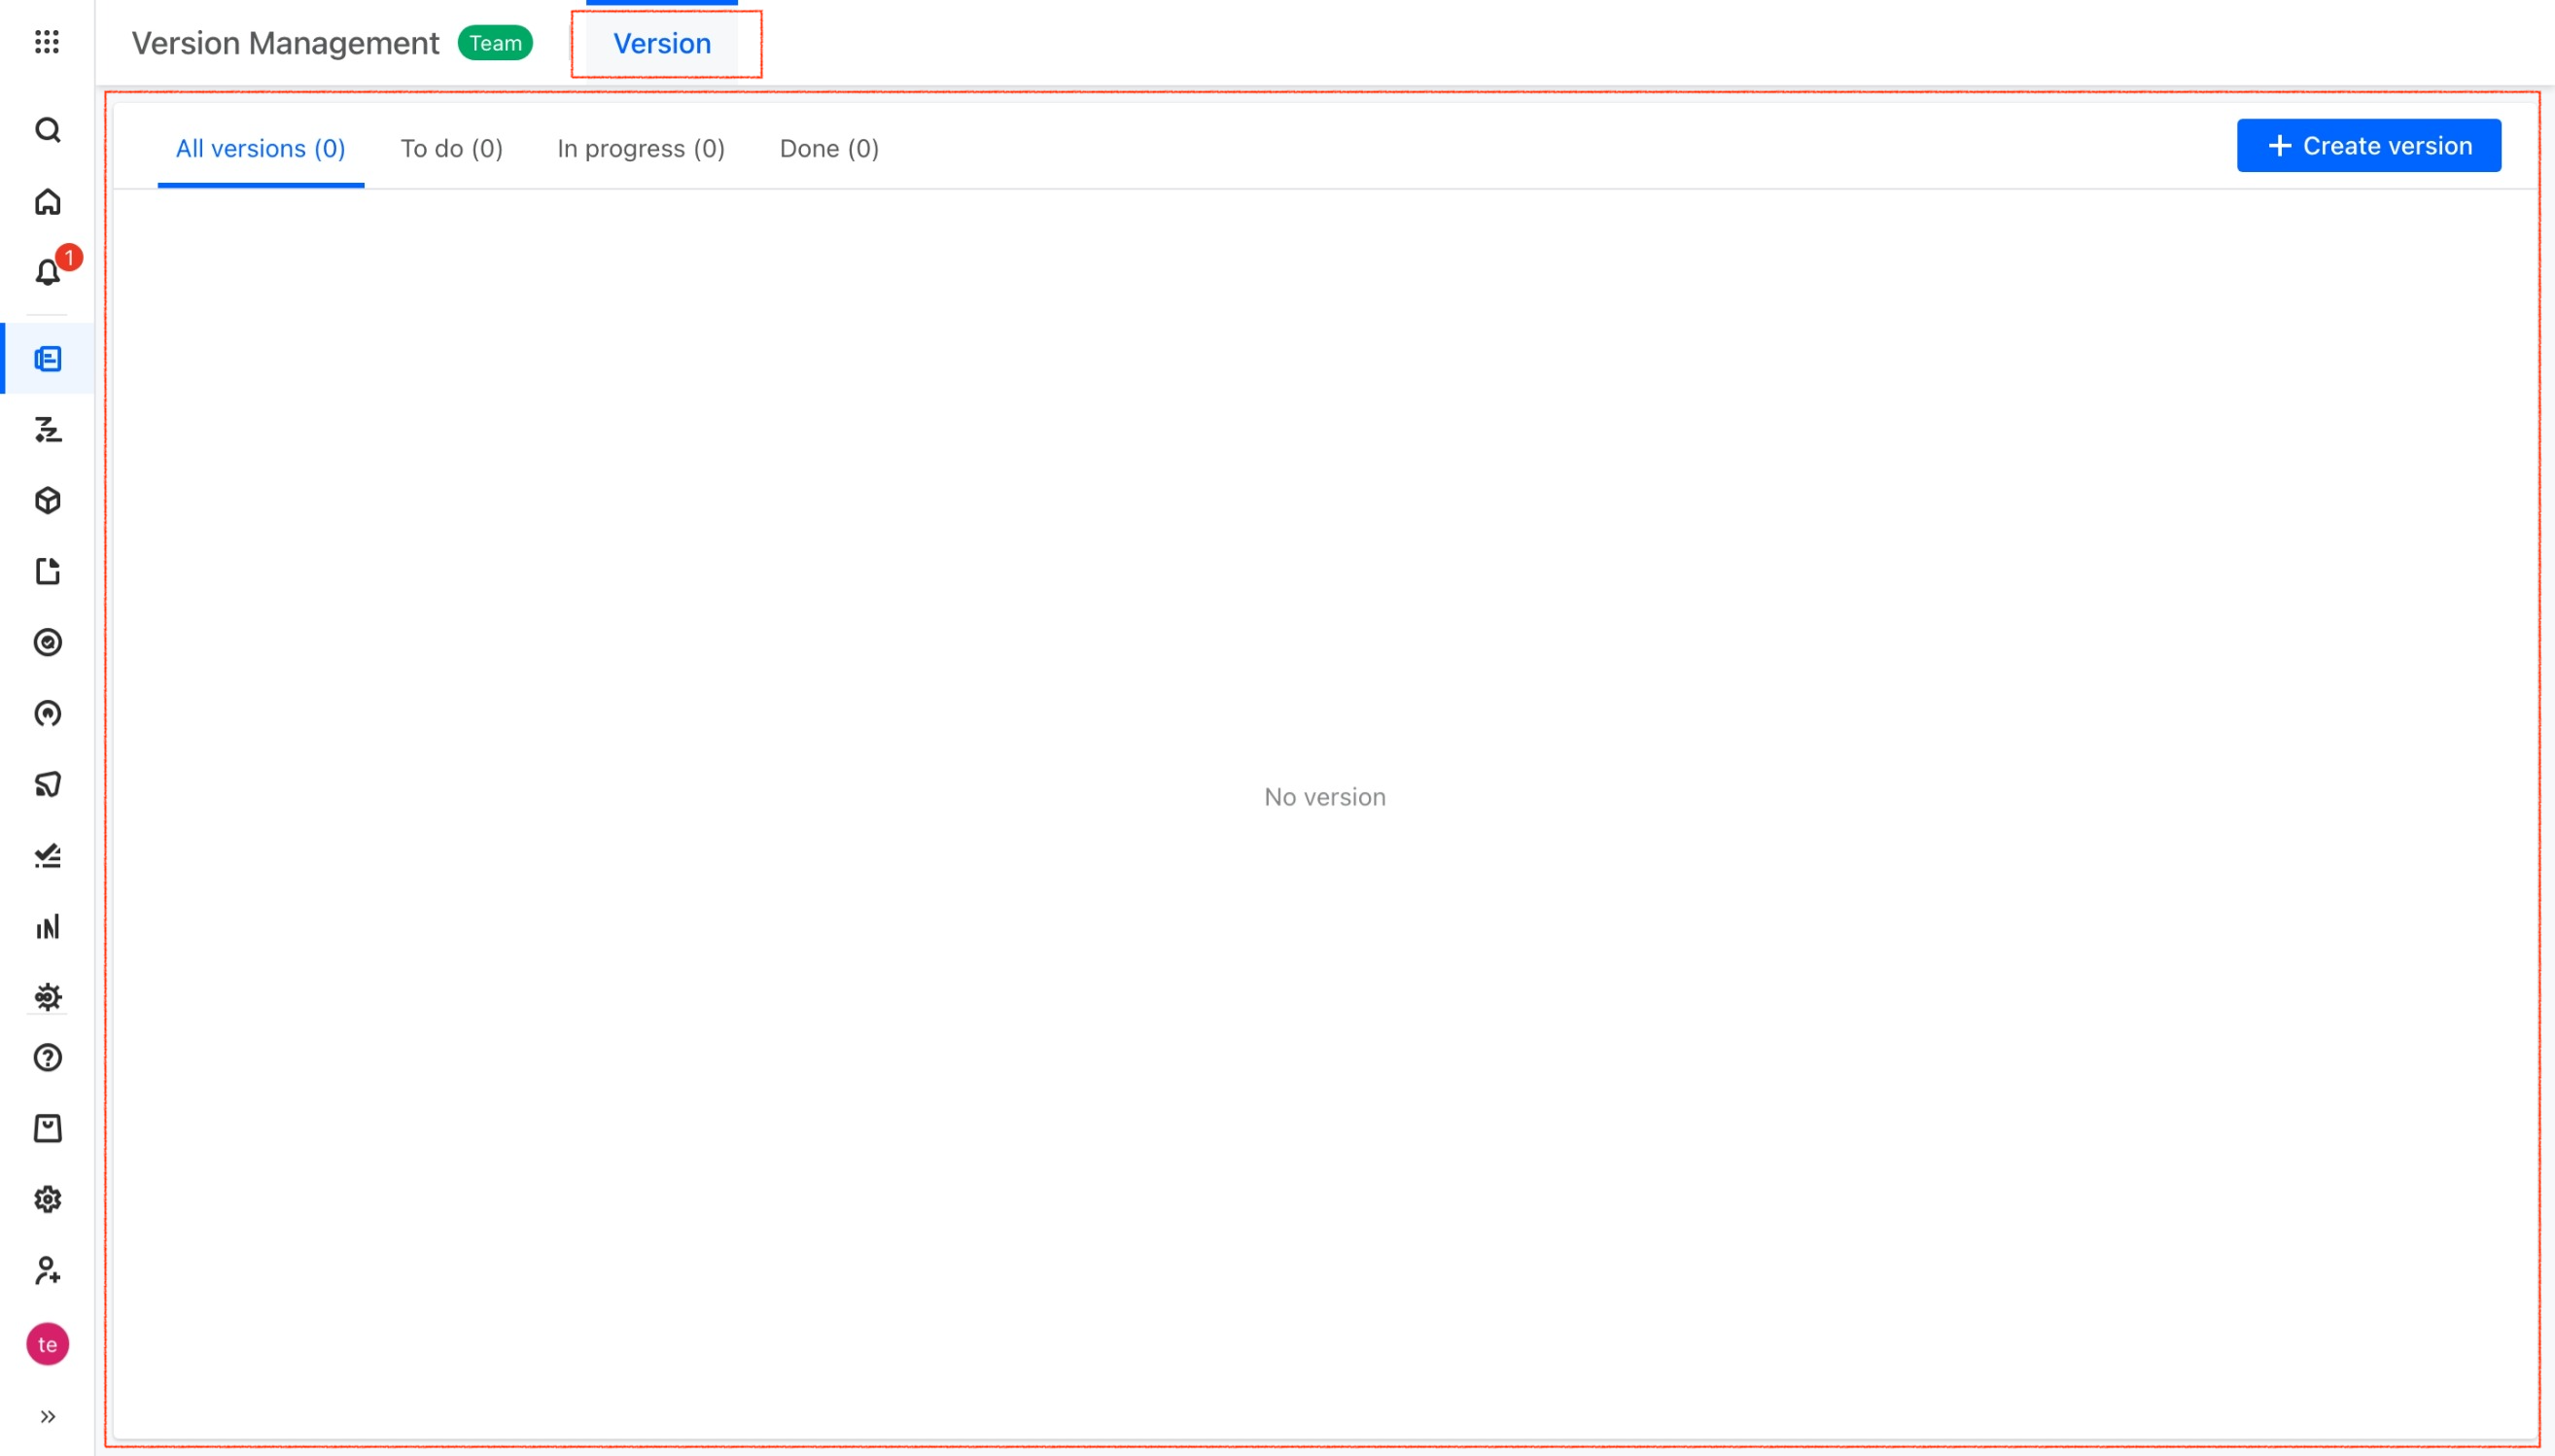 Version Management Team Version
1
All versions (0) To do (0) In progress (0) Done (0) + Create version
No version
te